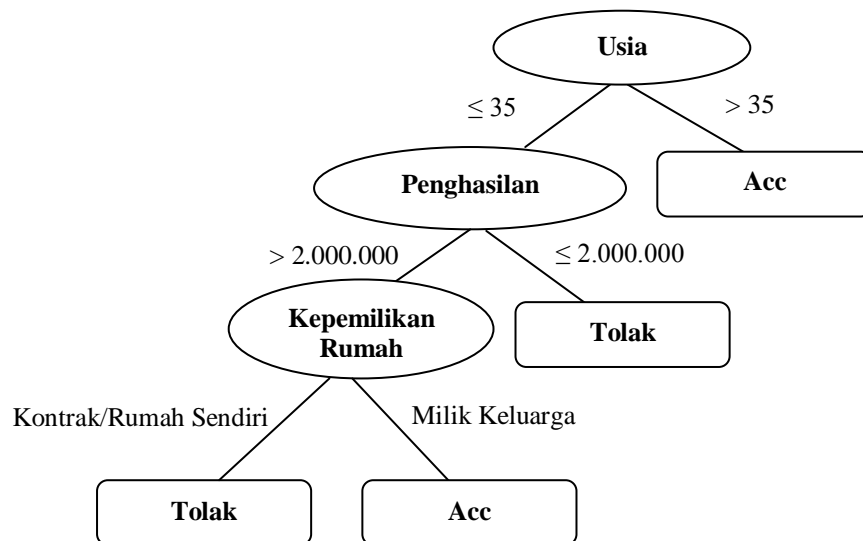 Usia
≤ 35
> 35
Penghasilan
Acc
> 2.000.000
≤ 2.000.000
Kepemilikan
Rumah
Tolak
Kontrak/Rumah Sendiri
Milik Keluarga
Tolak
Acc